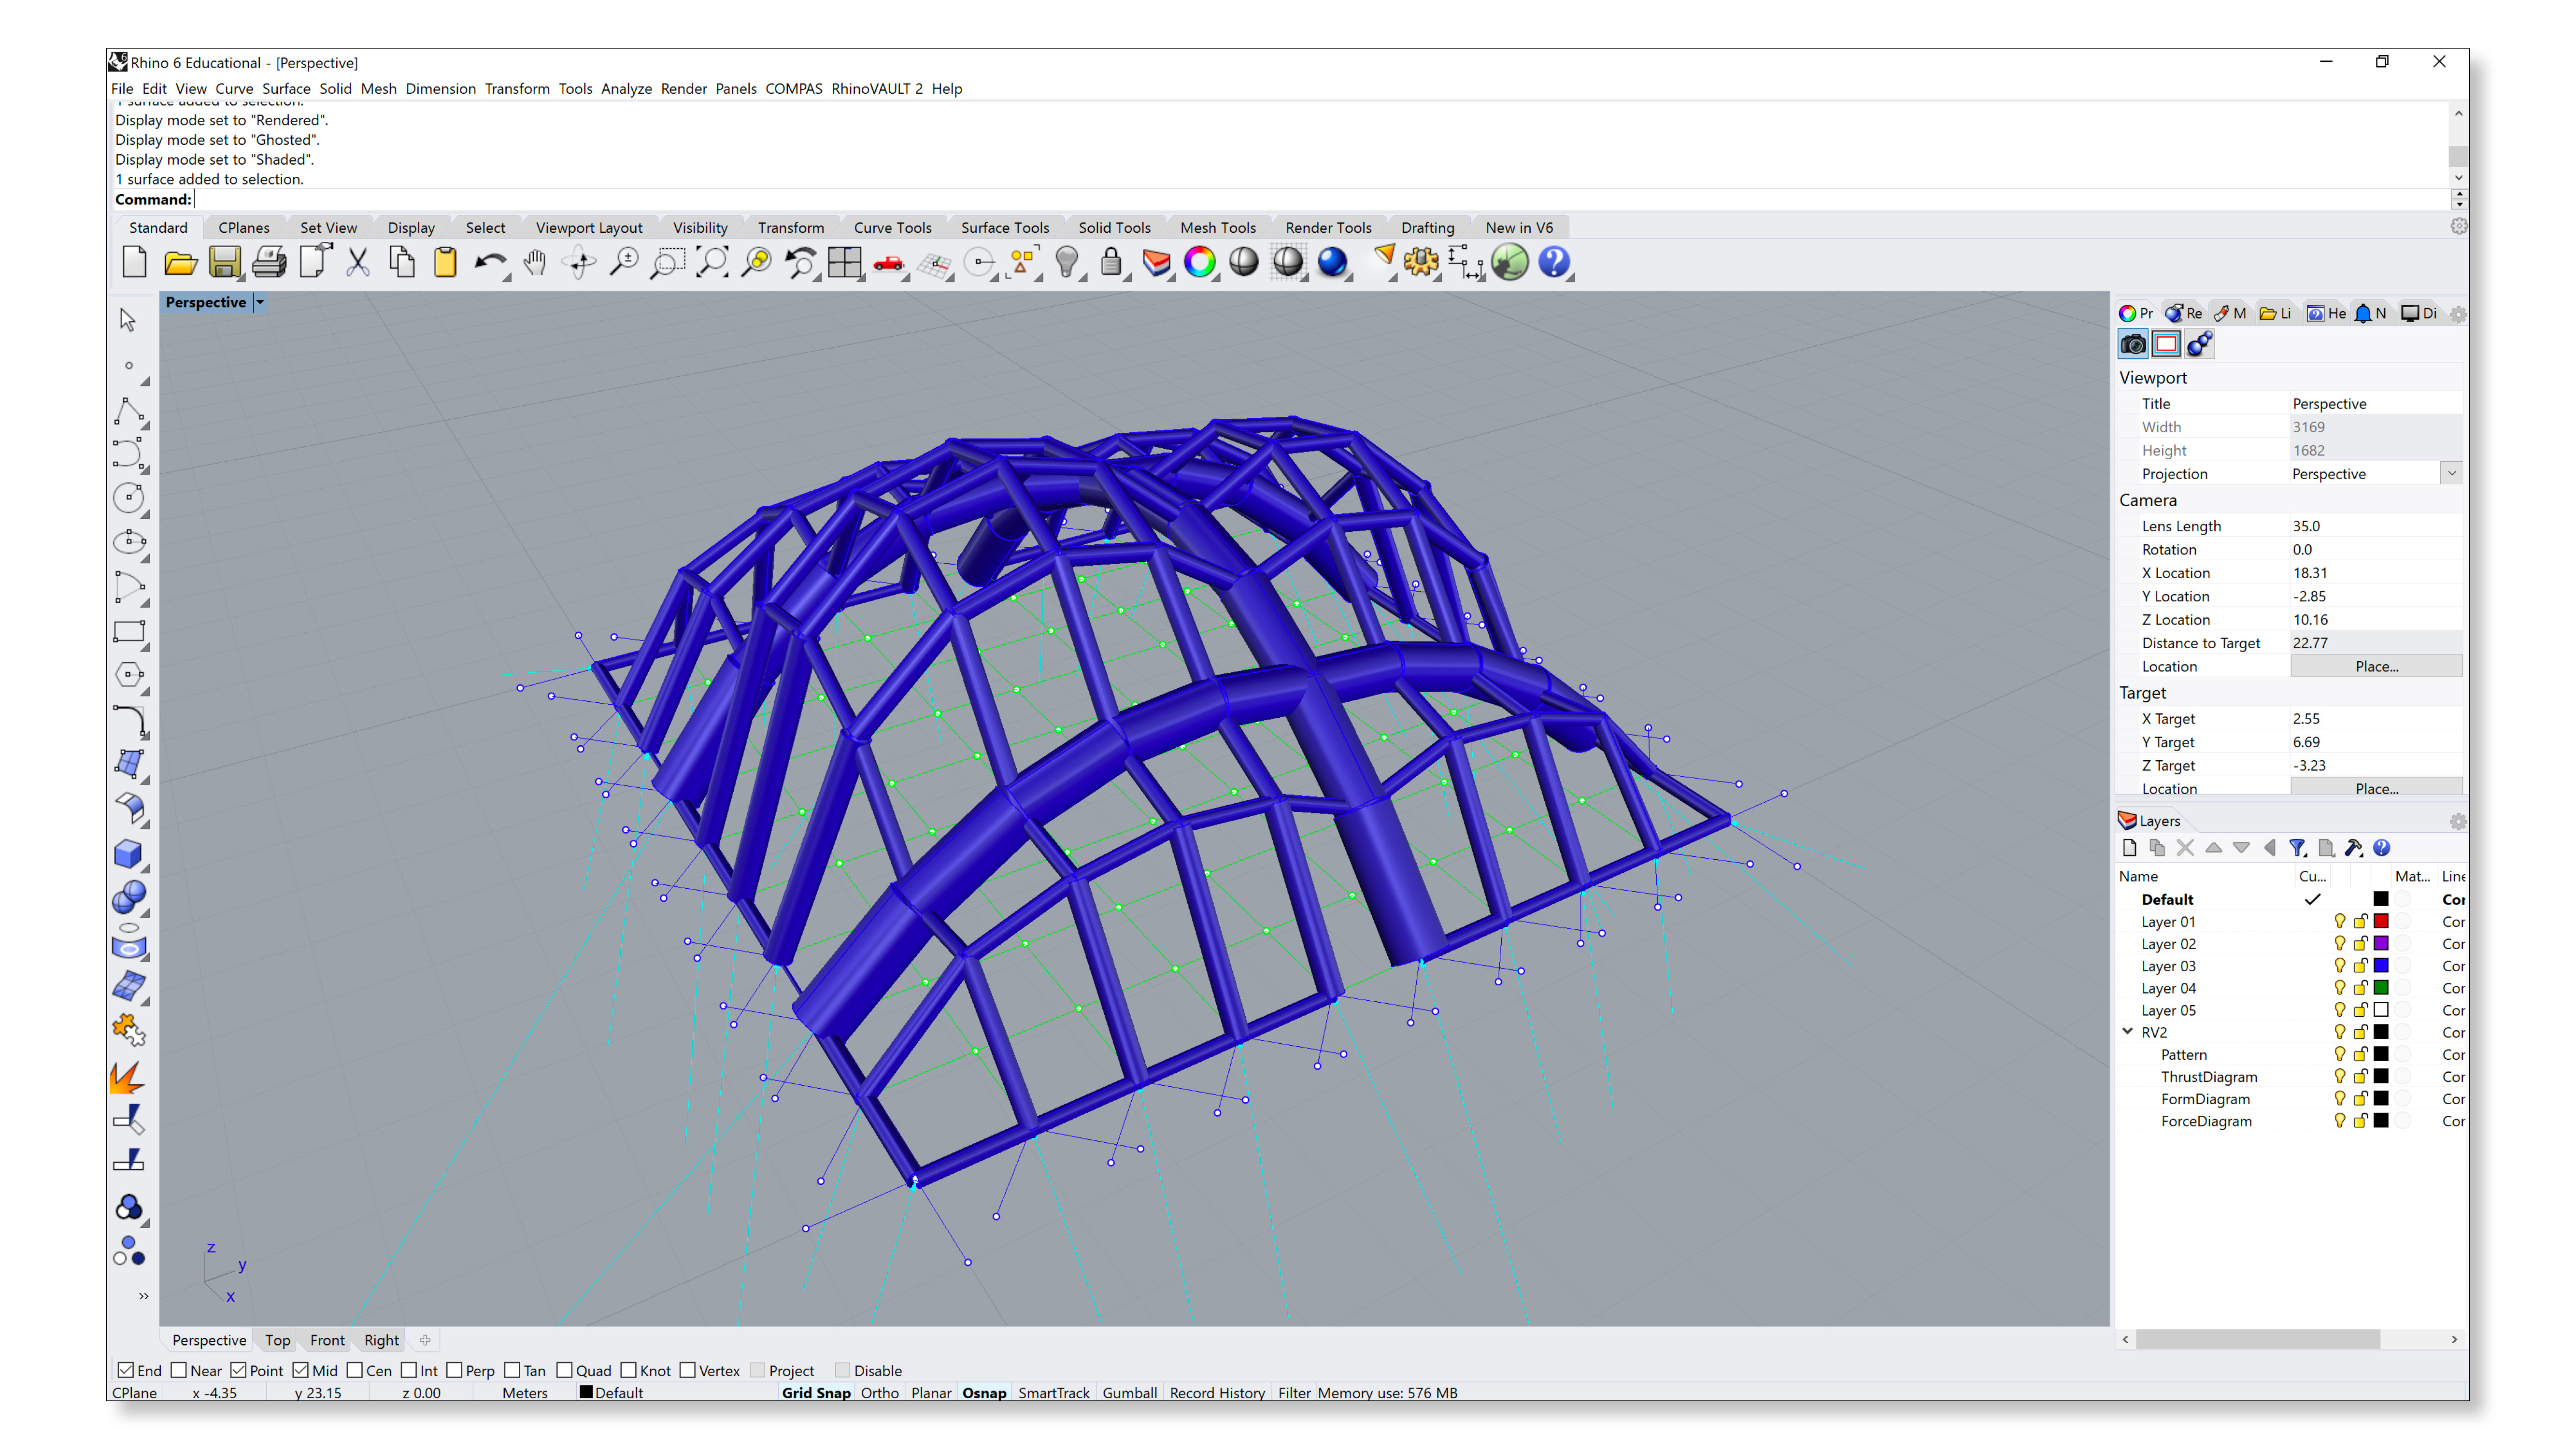 Rhino 6 Educational - [Perspective]
File Edit View Curve Surface Solid Mesh Dimension Transform Tools Analyze Render Panels COMPAS RhinoVAULT 2 Help
1 surface added to selection.
Display mode set to "Rendered".
Display mode set to "Ghosted".
Display mode set to "Shaded".
1 surface added to selection.
Command:
Standard CPlanes Set View Display Select Viewport Layout Visibility Transform Curve Tools Surface Tools Solid Tools Mesh Tools Render Tools Drafting New in V6
Perspective
Pr Re M Li He N Di
Viewport
Title Perspective
Width 3169
Height 1682
Projection Perspective
Camera
Lens Length 35.0
Rotation 0.0
X Location 18.31
Y Location -2.85
Z Location 10.16
Distance to Target 22.77
Location Place...
Target
X Target 2.55
Y Target 6.69
Z Target -3.23
Location Place...
Layers
Name Cu... Mat... Line
Default Cor
Layer 01 Cor
Layer 02 Cor
Layer 03 Cor
Layer 04 Cor
Layer 05 Cor
RV2 Cor
Pattern Cor
ThrustDiagram Cor
FormDiagram Cor
ForceDiagram Cor
z
y
x
Perspective Top Front Right
End Near Point Mid Cen Int Perp Tan Quad Knot Vertex Project Disable
CPlane x -4.35 y 23.15 z 0.00 Meters Default Grid Snap Ortho Planar Osnap SmartTrack Gumball Record History Filter Memory use: 576 MB